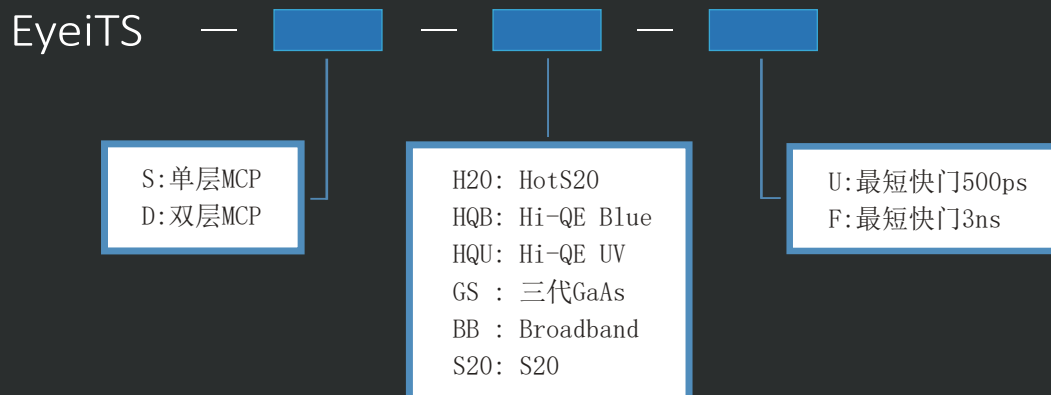 EyeiTS — — —
S:单层MCP
D:双层MCP
H20: HotS20
HQB: Hi-QE Blue
HQU: Hi-QE UV
GS : 三代GaAs
BB : Broadband
S20: S20
U:最短快门500ps
F:最短快门3ns